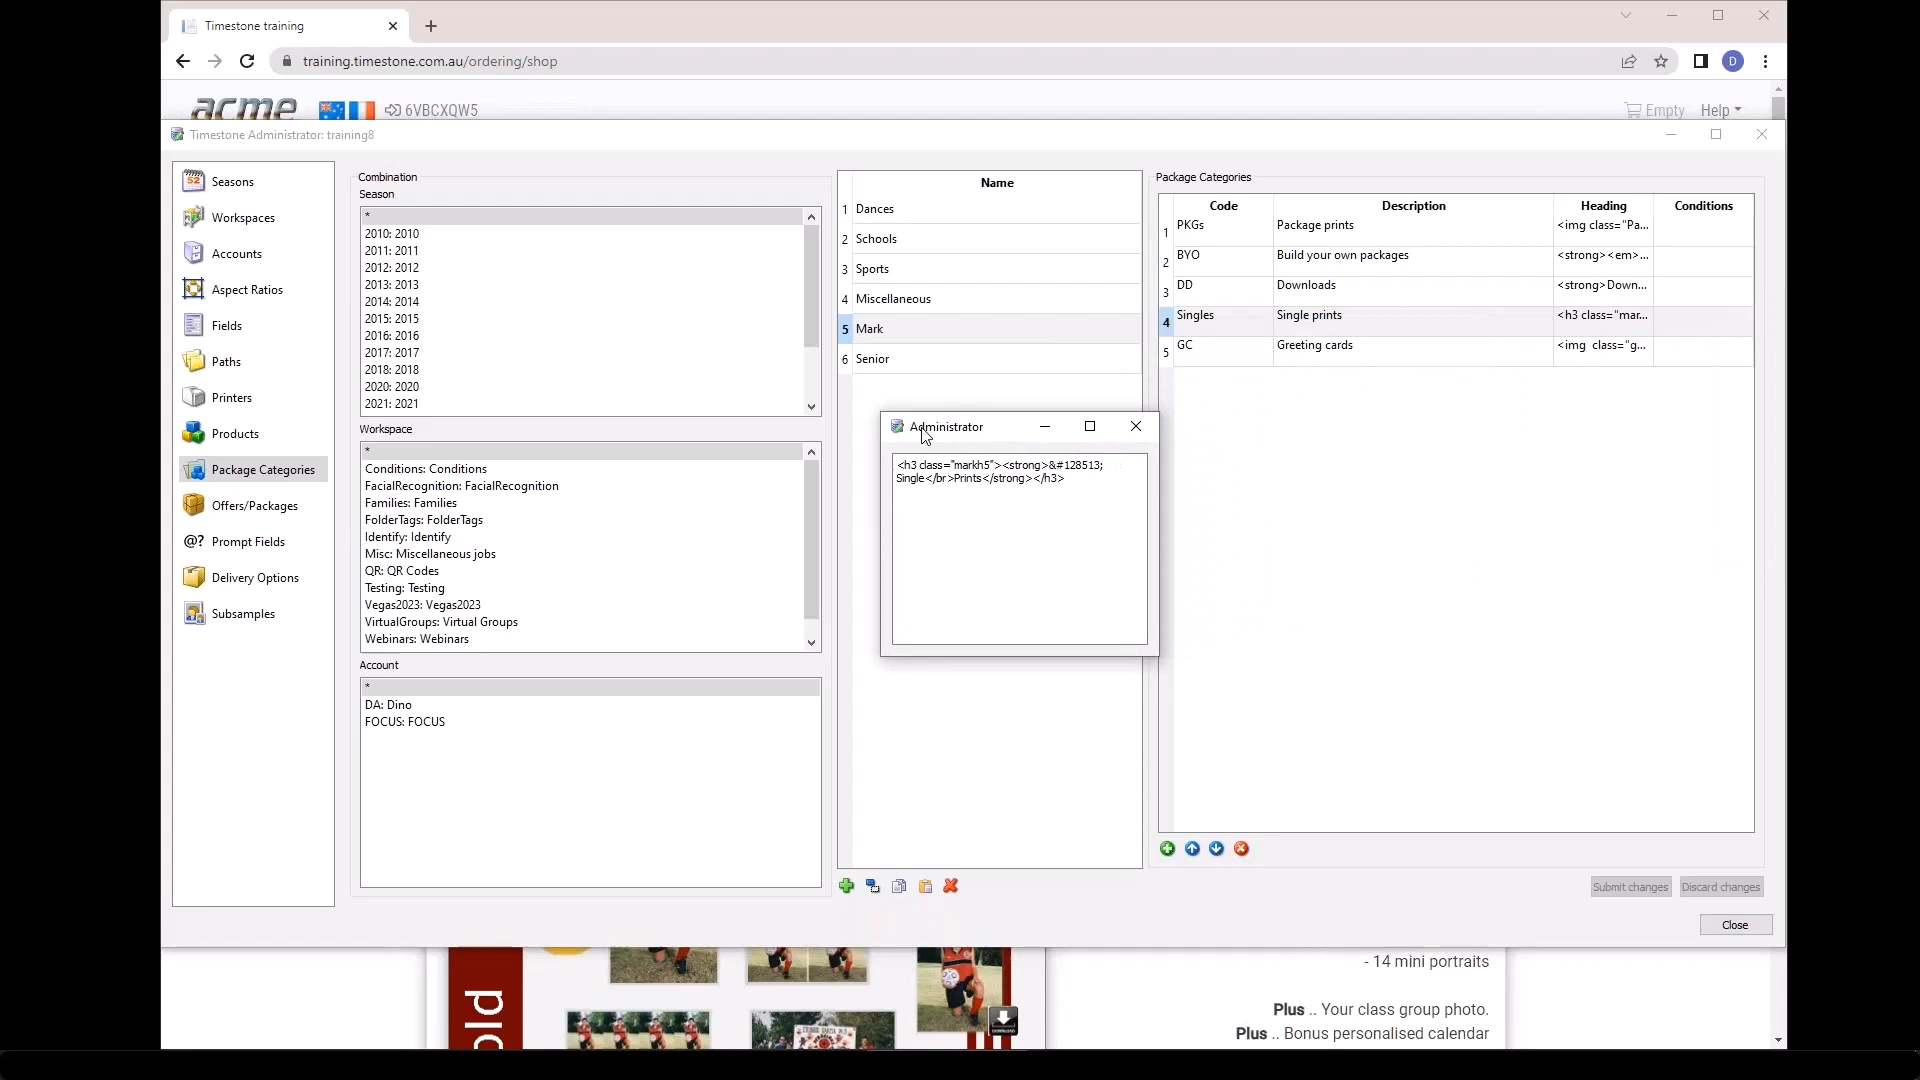 Timestone training
training.timestone.com.au/ordering/shop
D
acme
6VBCXQW5
Empty
Help
Timestone Administrator: training8
52 Seasons
Workspaces
Accounts
Aspect Ratios
Fields
Paths
Printers
Products
Package Categories
Offers/Packages
@? Prompt Fields
Delivery Options
Subsamples
Combination
Season
*
2010: 2010
2011: 2011
2012: 2012
2013: 2013
2014: 2014
2015: 2015
2016: 2016
2017: 2017
2018: 2018
2020: 2020
2021: 2021
Workspace
*
Conditions: Conditions
FacialRecognition: FacialRecognition
Families: Families
FolderTags: FolderTags
Identify: Identify
Misc: Miscellaneous jobs
QR: QR Codes
Testing: Testing
Vegas2023: Vegas2023
VirtualGroups: Virtual Groups
Webinars: Webinars
Account
*
DA: Dino
FOCUS: FOCUS
Name
1 Dances
2 Schools
3 Sports
4 Miscellaneous
5 Mark
6 Senior
Package Categories
Code Description Heading Conditions
1 PKGs Package prints <img class="Pa...
2 BYO Build your own packages <strong><em>...
3 DD Downloads <strong>Down...
4 Singles Single prints <h3 class="mar...
5 GC Greeting cards <img class="g...
Administrator
<h3 class="markh5"><strong>&#128513;
Single</br>Prints</strong></h3>
Submit changes
Discard changes
Close
old
DOWNLOAD
- 14 mini portraits
Plus .. Your class group photo.
Plus .. Bonus personalised calendar